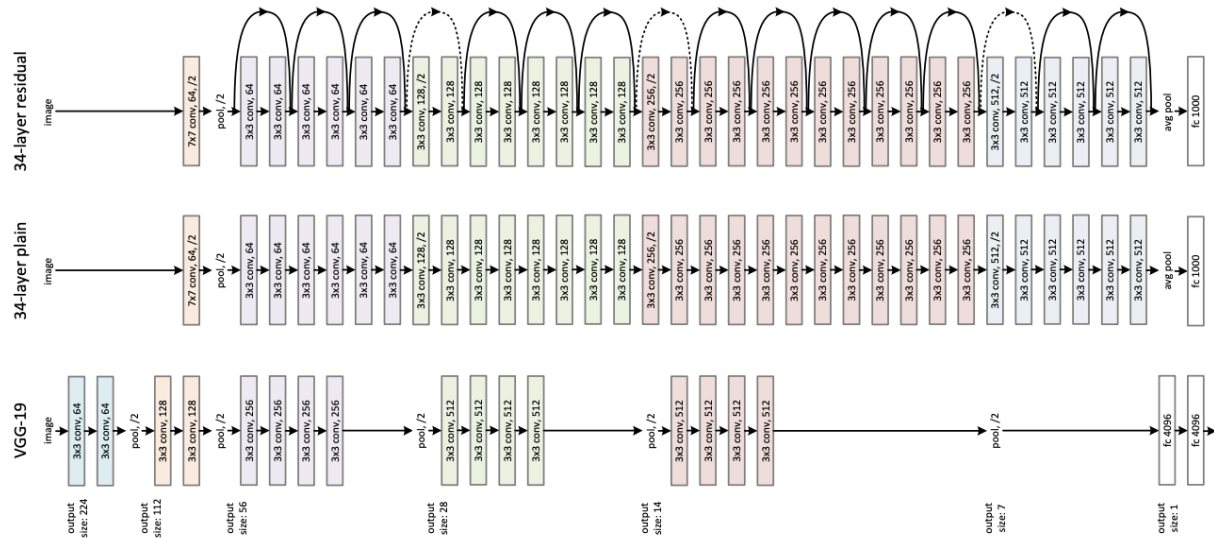 34-layer residual
image
7x7 conv, 64, /2
pool, /2
3x3 conv, 64
3x3 conv, 64
3x3 conv, 64
3x3 conv, 64
3x3 conv, 64
3x3 conv, 64
3x3 conv, 128, /2
3x3 conv, 128
3x3 conv, 128
3x3 conv, 128
3x3 conv, 128
3x3 conv, 128
3x3 conv, 128
3x3 conv, 128
3x3 conv, 256, /2
3x3 conv, 256
3x3 conv, 256
3x3 conv, 256
3x3 conv, 256
3x3 conv, 256
3x3 conv, 256
3x3 conv, 256
3x3 conv, 256
3x3 conv, 256
3x3 conv, 256
3x3 conv, 256
3x3 conv, 512, /2
3x3 conv, 512
3x3 conv, 512
3x3 conv, 512
3x3 conv, 512
3x3 conv, 512
avg pool
fc 1000
34-layer plain
image
7x7 conv, 64, /2
pool, /2
3x3 conv, 64
3x3 conv, 64
3x3 conv, 64
3x3 conv, 64
3x3 conv, 64
3x3 conv, 64
3x3 conv, 128, /2
3x3 conv, 128
3x3 conv, 128
3x3 conv, 128
3x3 conv, 128
3x3 conv, 128
3x3 conv, 128
3x3 conv, 128
3x3 conv, 256, /2
3x3 conv, 256
3x3 conv, 256
3x3 conv, 256
3x3 conv, 256
3x3 conv, 256
3x3 conv, 256
3x3 conv, 256
3x3 conv, 256
3x3 conv, 256
3x3 conv, 256
3x3 conv, 256
3x3 conv, 512, /2
3x3 conv, 512
3x3 conv, 512
3x3 conv, 512
3x3 conv, 512
3x3 conv, 512
avg pool
fc 1000
VGG-19
image
3x3 conv, 64
3x3 conv, 64
pool, /2
3x3 conv, 128
3x3 conv, 128
pool, /2
3x3 conv, 256
3x3 conv, 256
3x3 conv, 256
3x3 conv, 256
pool, /2
3x3 conv, 512
3x3 conv, 512
3x3 conv, 512
3x3 conv, 512
pool, /2
3x3 conv, 512
3x3 conv, 512
3x3 conv, 512
3x3 conv, 512
pool, /2
fc 4096
fc 4096
output
size: 224
output
size: 112
output
size: 56
output
size: 28
output
size: 14
output
size: 7
output
size: 1